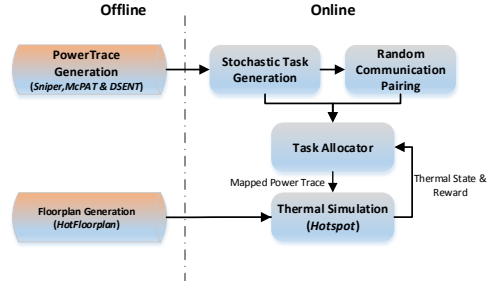 Offline
Online
PowerTrace
Generation
(Sniper,McPAT & DSENT)
Stochastic Task
Generation
Random
Communication
Pairing
Task Allocator
Mapped Power Trace
Thermal State &
Reward
Floorplan Generation
(HotFloorplan)
Thermal Simulation
(Hotspot)